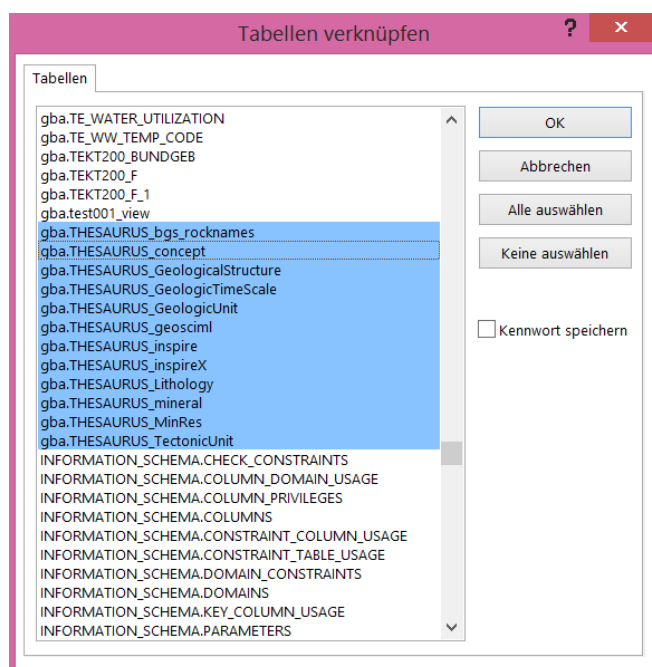 Tabellen verknüpfen
?
×
Tabellen
gba.TE_WATER_UTILIZATION
gba.TE_WW_TEMP_CODE
gba.TEKT200_BUNDGEB
gba.TEKT200_F
gba.TEKT200_F_1
gba.test001_view
gba.THESAURUS_bgs_rocknames
gba.THESAURUS_concept
gba.THESAURUS_GeologicalStructure
gba.THESAURUS_GeologicTimeScale
gba.THESAURUS_GeologicUnit
gba.THESAURUS_geosciml
gba.THESAURUS_inspire
gba.THESAURUS_inspireX
gba.THESAURUS_Lithology
gba.THESAURUS_mineral
gba.THESAURUS_MinRes
gba.THESAURUS_TectonicUnit
INFORMATION_SCHEMA.CHECK_CONSTRAINTS
INFORMATION_SCHEMA.COLUMN_DOMAIN_USAGE
INFORMATION_SCHEMA.COLUMN_PRIVILEGES
INFORMATION_SCHEMA.COLUMNS
INFORMATION_SCHEMA.CONSTRAINT_COLUMN_USAGE
INFORMATION_SCHEMA.CONSTRAINT_TABLE_USAGE
INFORMATION_SCHEMA.DOMAIN_CONSTRAINTS
INFORMATION_SCHEMA.DOMAINS
INFORMATION_SCHEMA.KEY_COLUMN_USAGE
INFORMATION_SCHEMA.PARAMETERS
OK
Abbrechen
Alle auswählen
Keine auswählen
Kennwort speichern